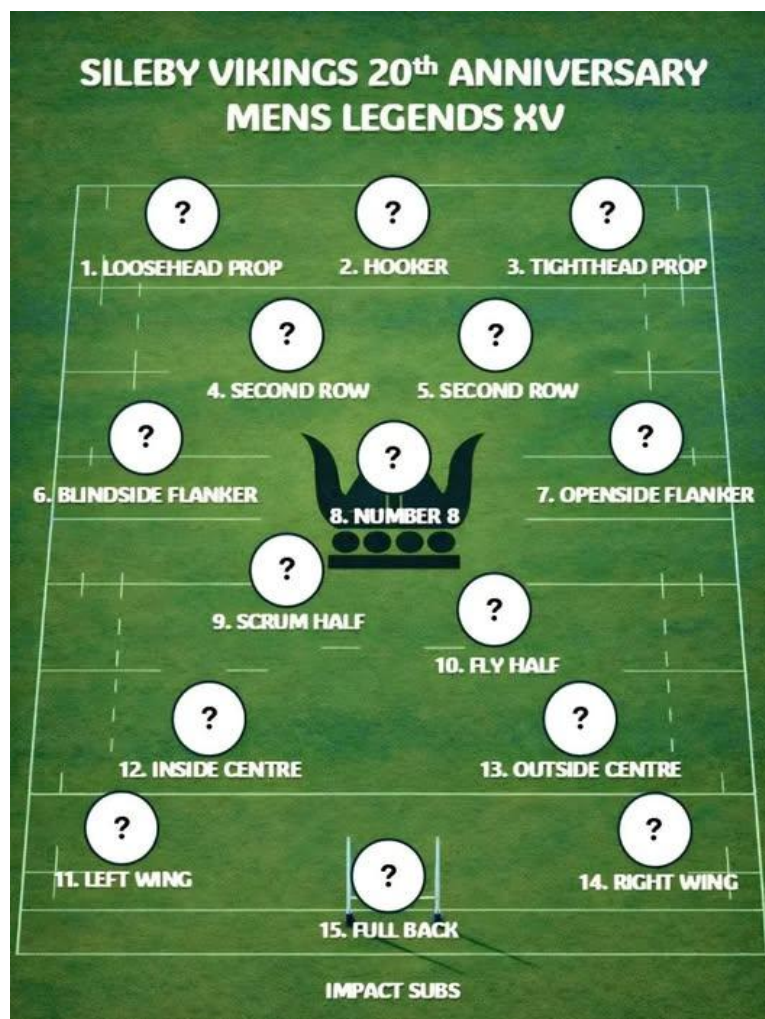 SILEBY VIKINGS 20th ANNIVERSARY
MENS LEGENDS XV
?
?
?
1. LOOSEHEAD PROP
2. HOOKER
3. TIGHTHEAD PROP
?
?
4. SECOND ROW
5. SECOND ROW
?
?
?
6. BLINDSIDE FLANKER
8. NUMBER 8
7. OPENSIDE FLANKER
?
9. SCRUM HALF
?
10. FLY HALF
?
?
12. INSIDE CENTRE
13. OUTSIDE CENTRE
?
?
11. LEFT WING
14. RIGHT WING
?
15. FULL BACK
IMPACT SUBS